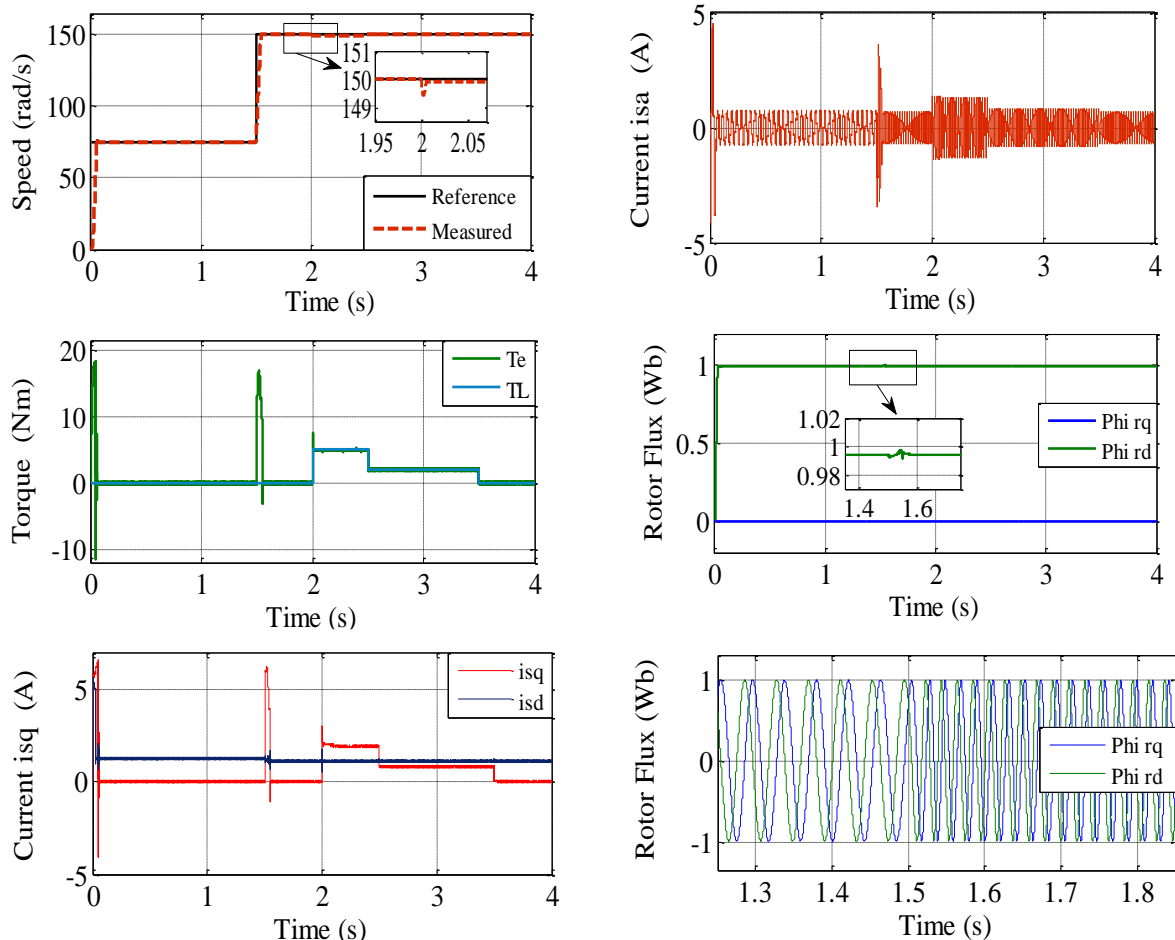 Speed (rad/s)
150
100
50
0
151
150
149
1.95
2
2.05
Reference
Measured
0
1
2
3
4
Time (s)
Current isa (A)
5
0
-5
0
1
2
3
4
Time (s)
Torque (Nm)
20
10
0
-10
Te
TL
0
1
2
3
4
Time (s)
Rotor Flux (Wb)
1
0.5
0
1.02
1
0.98
1.4
1.6
Phi rq
Phi rd
0
1
2
3
4
Time (s)
Current isq (A)
5
0
-5
isq
isd
0
1
2
3
4
Time (s)
Rotor Flux (Wb)
1
0
-1
Phi rq
Phi rd
1.3
1.4
1.5
1.6
1.7
1.8
Time (s)